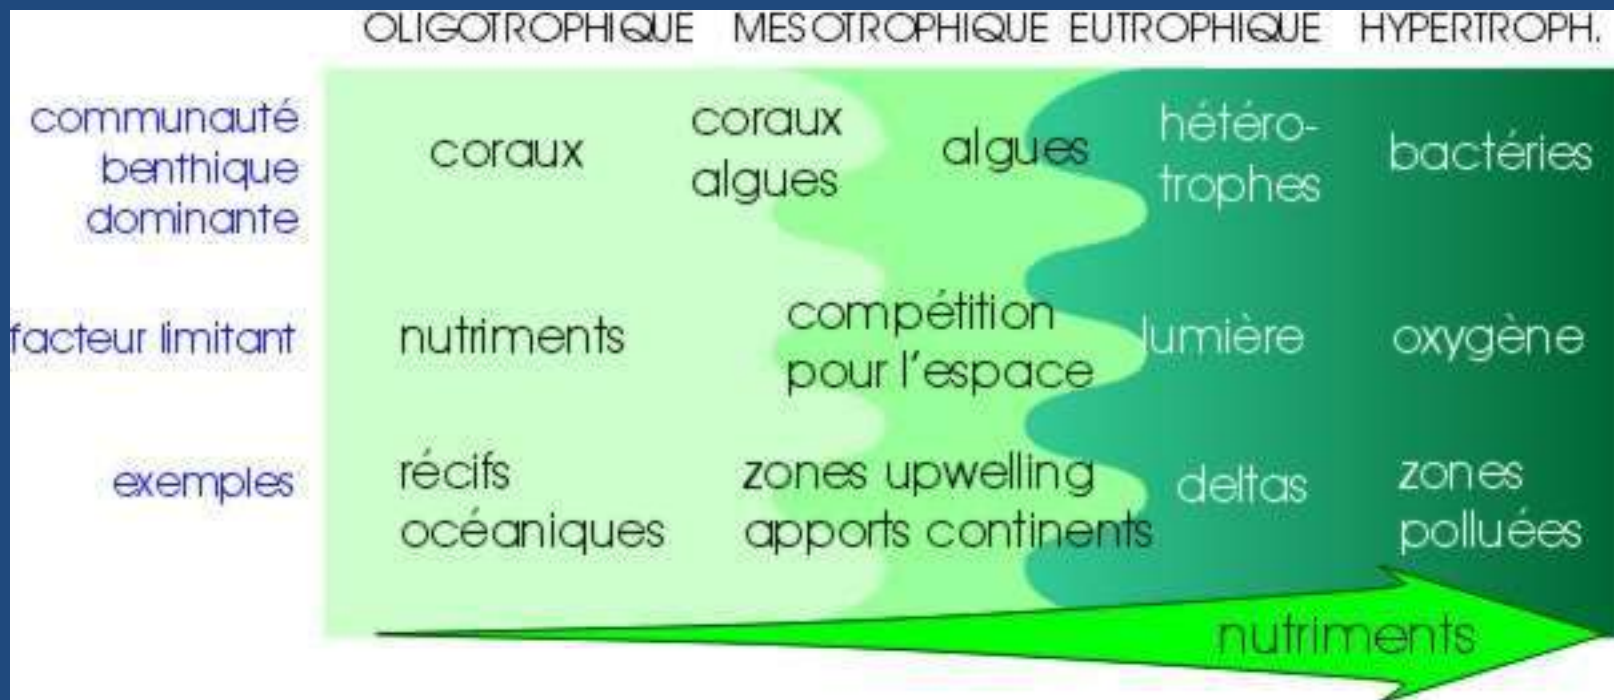 OLIGOTROPHIQUE MESOTROPHIQUE EUTROPHIQUE HYPERTROPH.
communauté
benthique
dominante
coraux
coraux
algues
algues
hétéro-
trophes
bactéries
facteur limitant
nutriments
compétition
pour l'espace
lumière
oxygène
exemples
récifs
océaniques
zones upwelling
apports continents
deltas
zones
polluées
nutriments